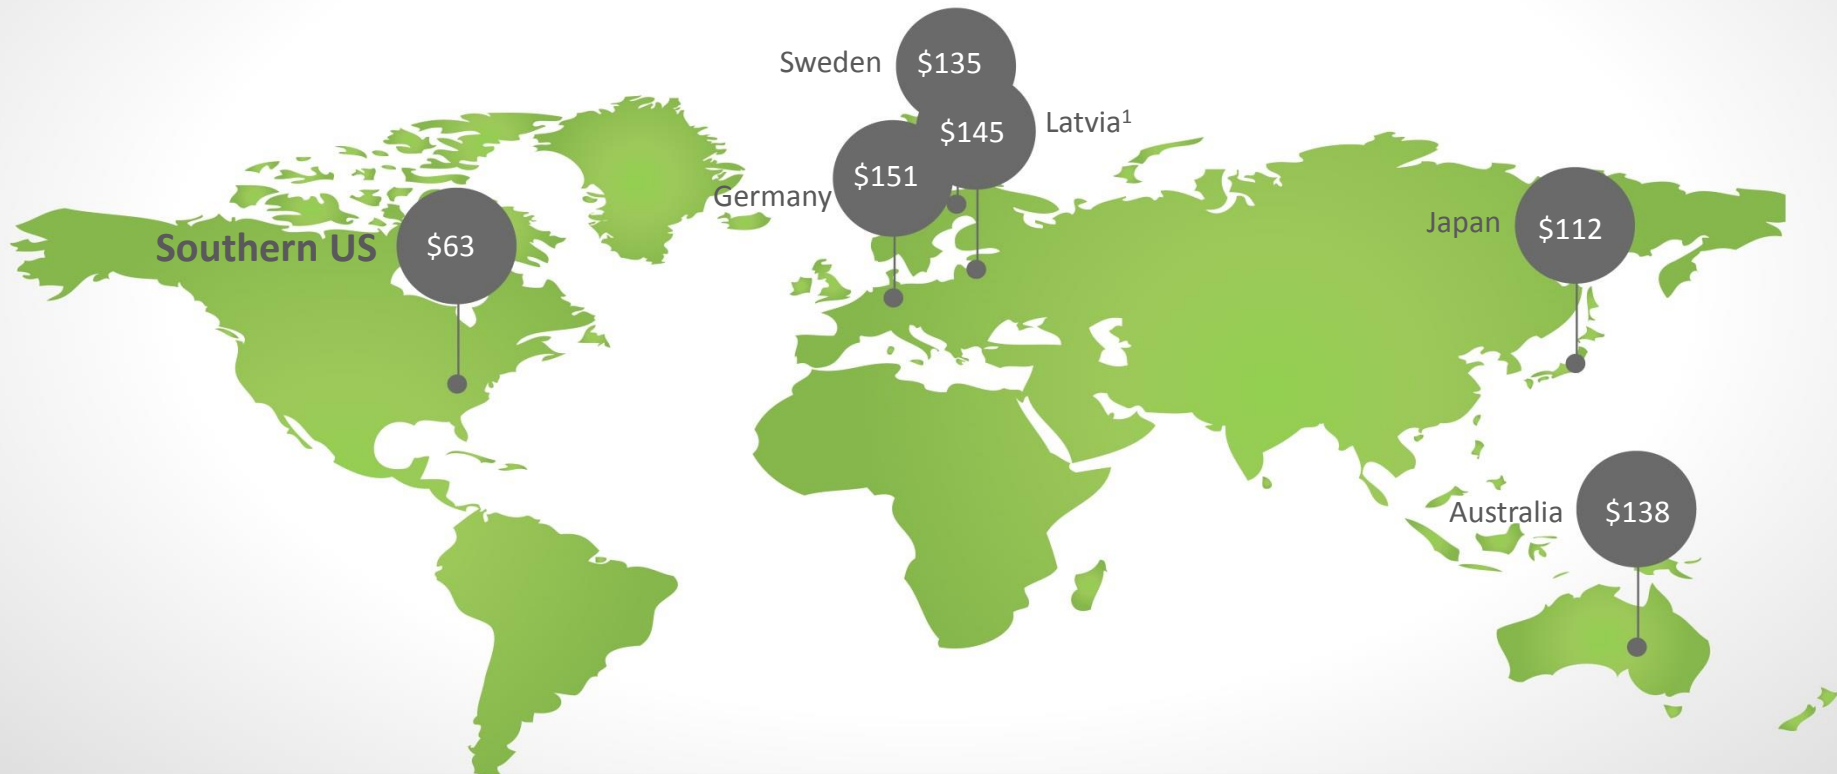 Sweden $135
$145 Latvia¹
Germany $151
Southern US $63
Japan $112
Australia $138